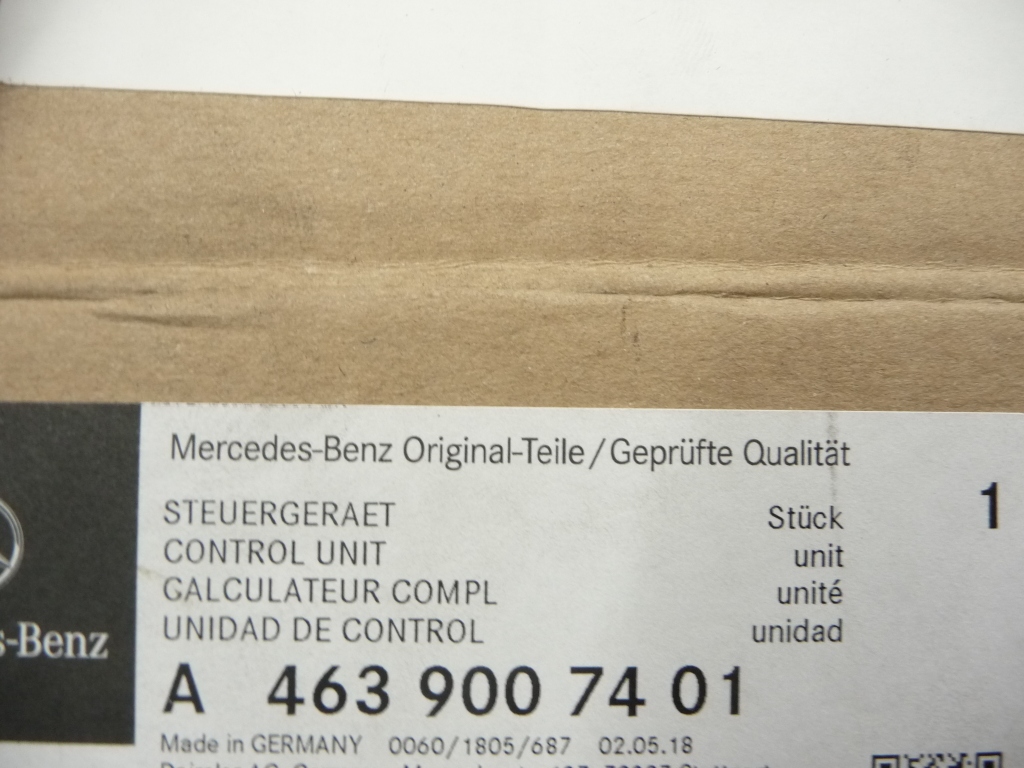 Mercedes-Benz Original-Teile/Geprüfte Qualität
STEUERGERAET Stück 1
CONTROL UNIT unit
CALCULATEUR COMPL unité
UNIDAD DE CONTROL unidad
s-Benz
A 463 900 74 01
Made in GERMANY 0060/1805/687 02.05.18